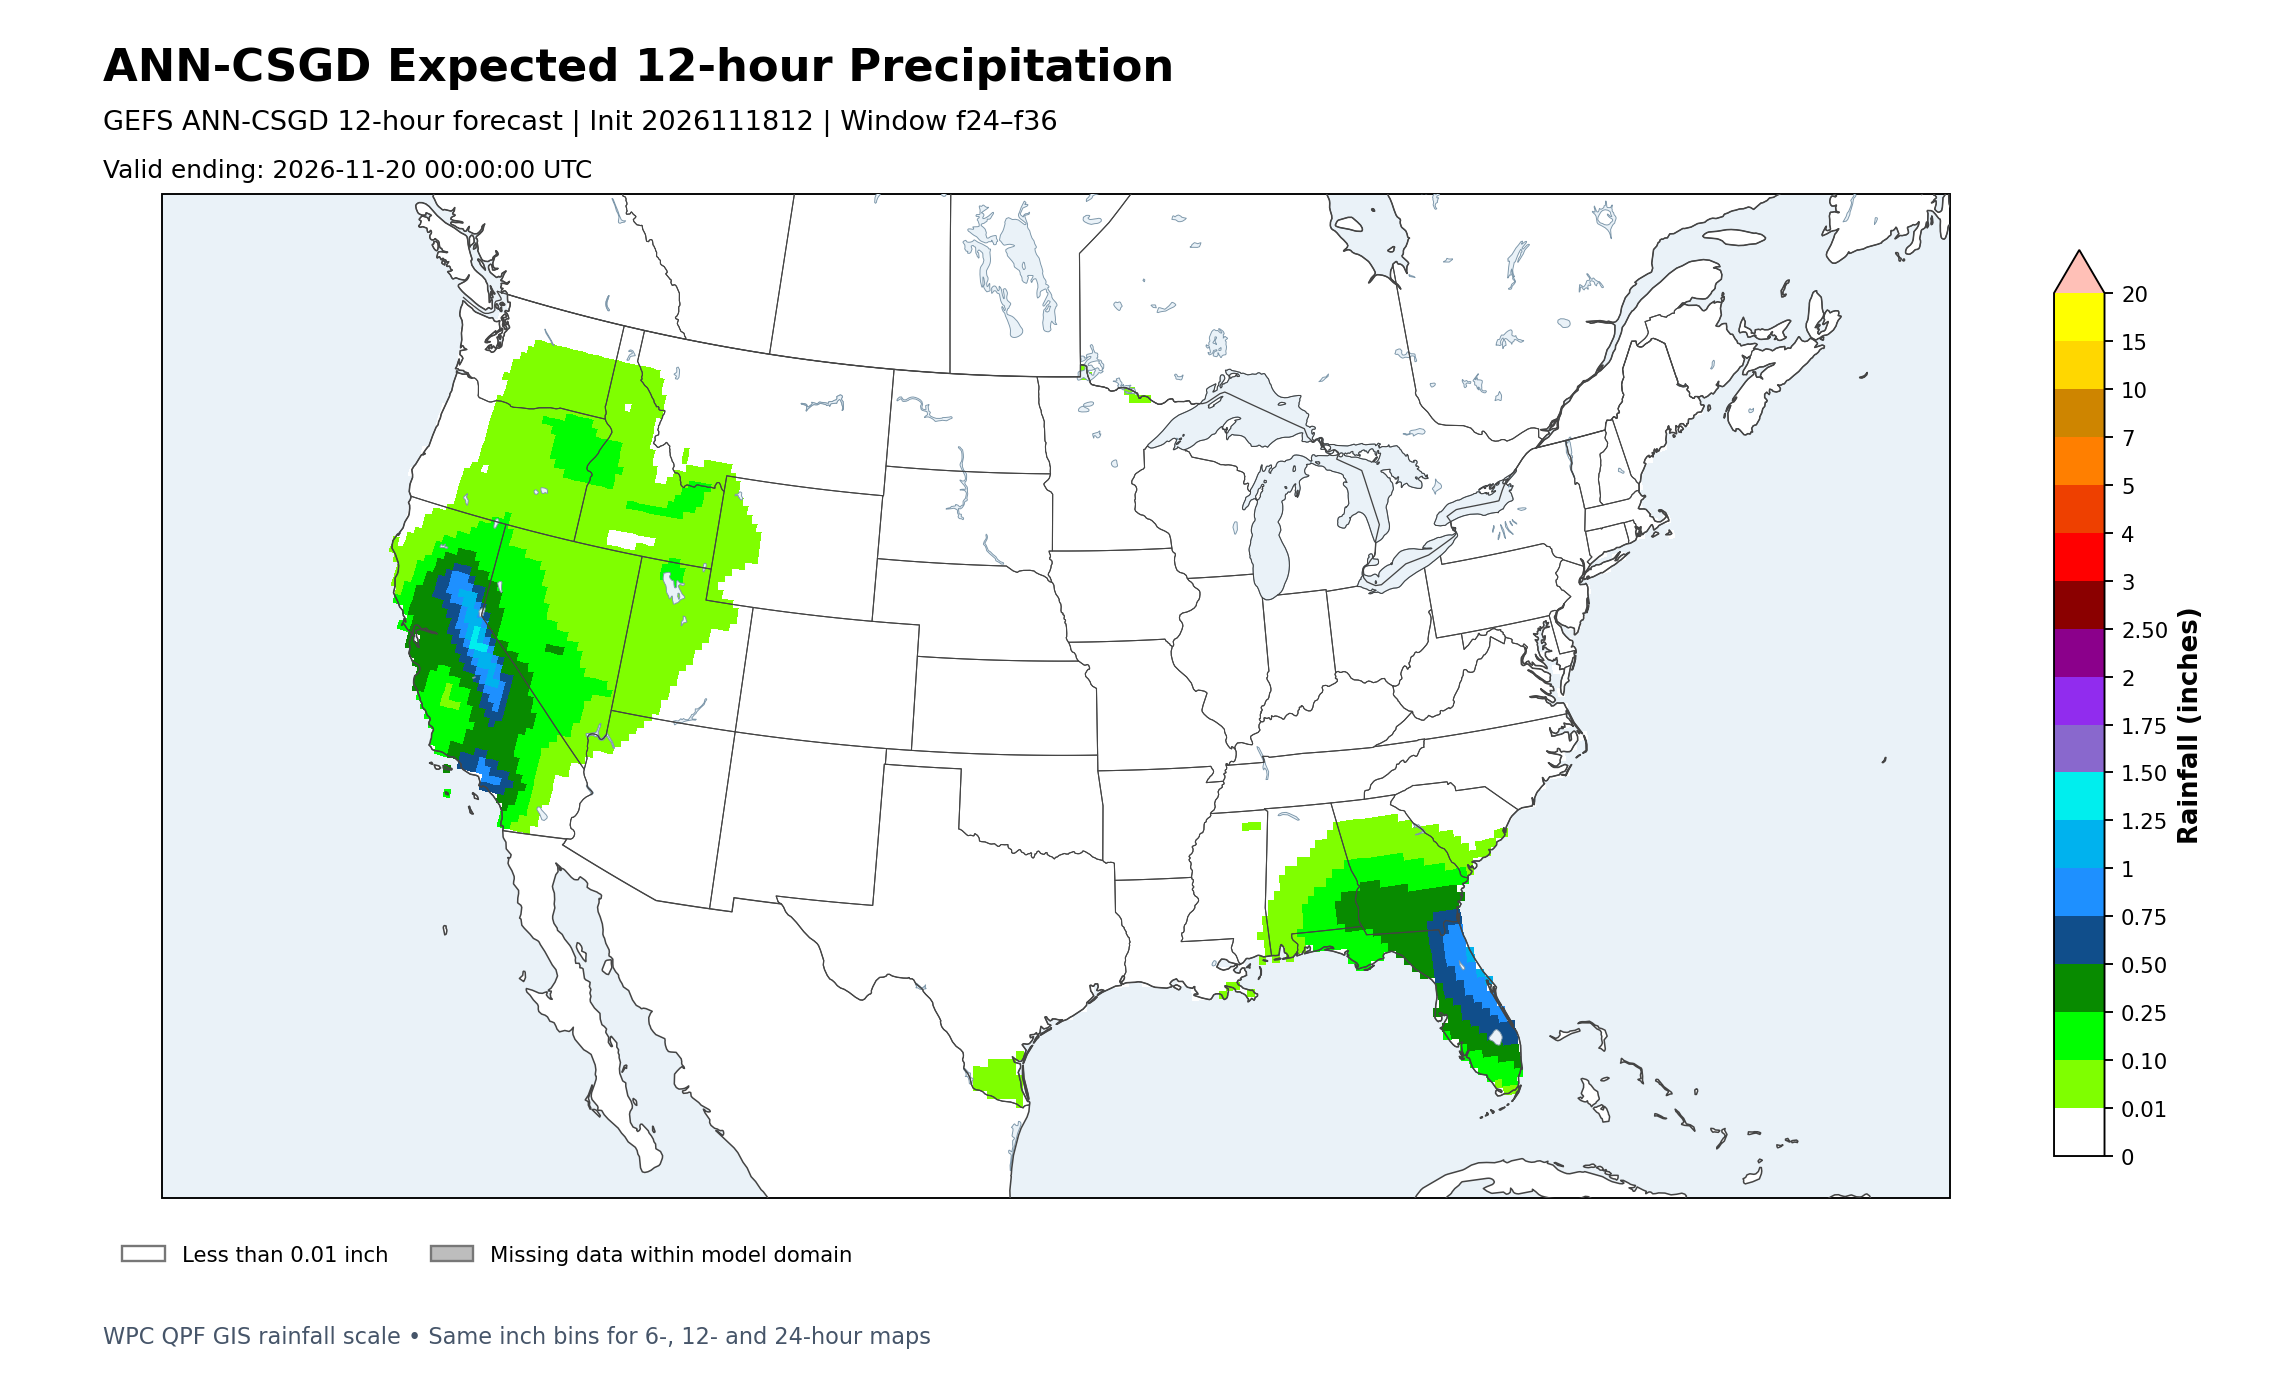 ANN-CSGD Expected 12-hour Precipitation
GEFS ANN-CSGD 12-hour forecast | Init 2026111812 | Window f24–f36
Valid ending: 2026-11-20 00:00:00 UTC
20
15
10
7
5
4
3
2.50
2
1.75
1.50
1.25
1
0.75
0.50
0.25
0.10
0.01
0
Rainfall (inches)
Less than 0.01 inch
Missing data within model domain
WPC QPF GIS rainfall scale • Same inch bins for 6-, 12- and 24-hour maps